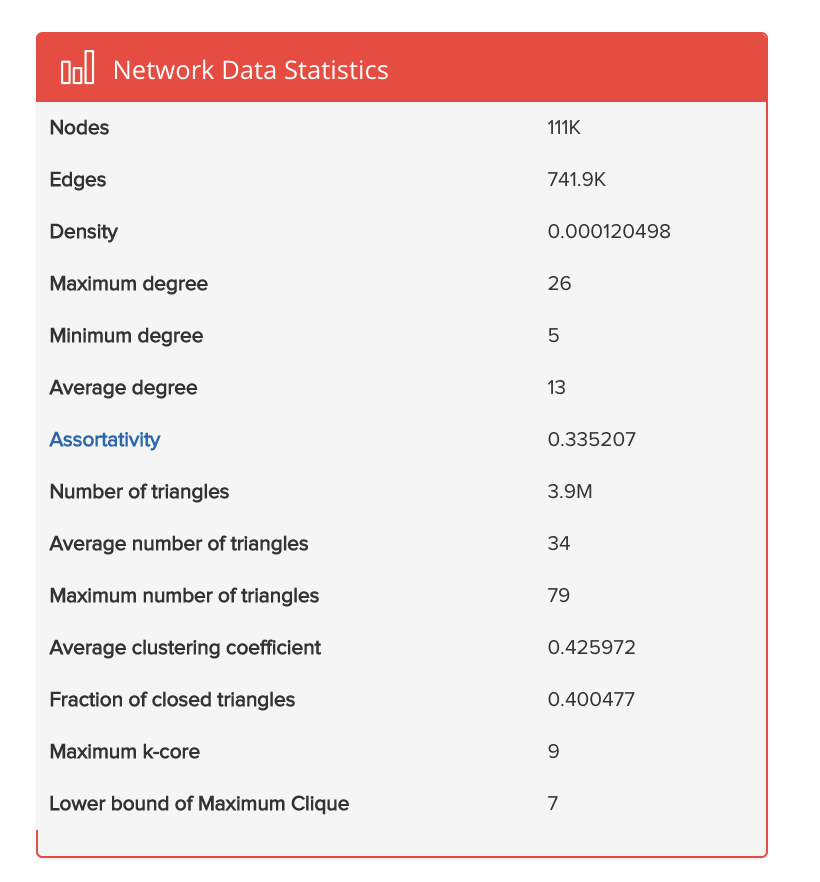 Network Data Statistics
Nodes 111K
Edges 741.9K
Density 0.000120498
Maximum degree 26
Minimum degree 5
Average degree 13
Assortativity 0.335207
Number of triangles 3.9M
Average number of triangles 34
Maximum number of triangles 79
Average clustering coefficient 0.425972
Fraction of closed triangles 0.400477
Maximum k-core 9
Lower bound of Maximum Clique 7